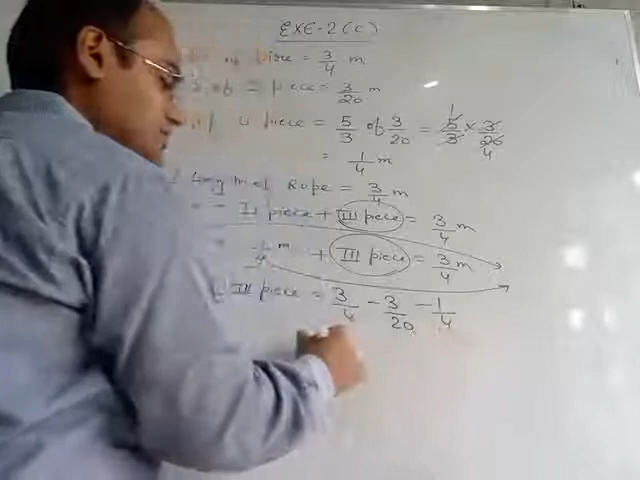 EXE-2(C)
of piece = 3/4 m
of II piece = 3/20 m
piece = 5/3 of 3/20 = 5/3 × 3/20
= 1/4 m
Rope = 3/4 m
II piece + III piece = 3/4 m
1/4 m + III piece = 3/4 m
III piece = 3/4 - 3/20 - 1/4